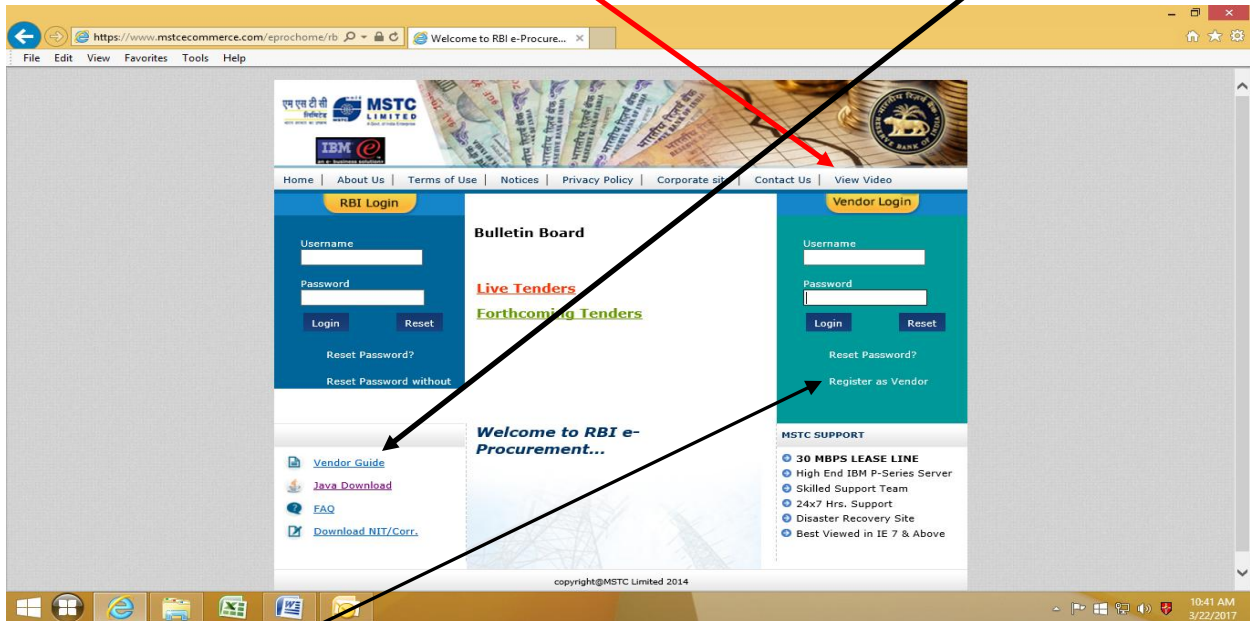 https://www.mstcecommerce.com/eprochome/rb
Welcome to RBI e-Procure...
File Edit View Favorites Tools Help
एम एस टी सी
लिमिटेड
MSTC
LIMITED
IBM
Home | About Us | Terms of Use | Notices | Privacy Policy | Corporate site | Contact Us | View Video
RBI Login
Username
Password
Login Reset
Reset Password?
Reset Password without
Bulletin Board
Live Tenders
Forthcoming Tenders
Vendor Login
Username
Password
Login Reset
Reset Password?
Register as Vendor
Vendor Guide
Java Download
FAQ
Download NIT/Corr.
Welcome to RBI e-
Procurement...
MSTC SUPPORT
30 MBPS LEASE LINE
High End IBM P-Series Server
Skilled Support Team
24x7 Hrs. Support
Disaster Recovery Site
Best Viewed in IE 7 & Above
copyright@MSTC Limited 2014
10:41 AM
3/22/2017